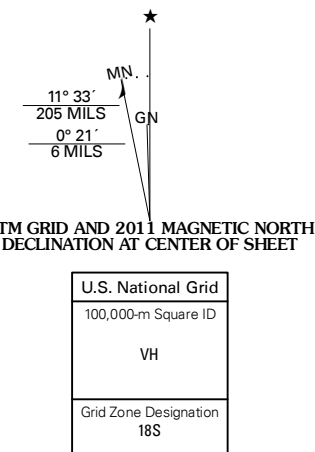 ★
MN
11° 33´
205 MILS
GN
0° 21´
6 MILS
TM GRID AND 2011 MAGNETIC NORTH
DECLINATION AT CENTER OF SHEET
U.S. National Grid
100,000-m Square ID
VH
Grid Zone Designation
18S